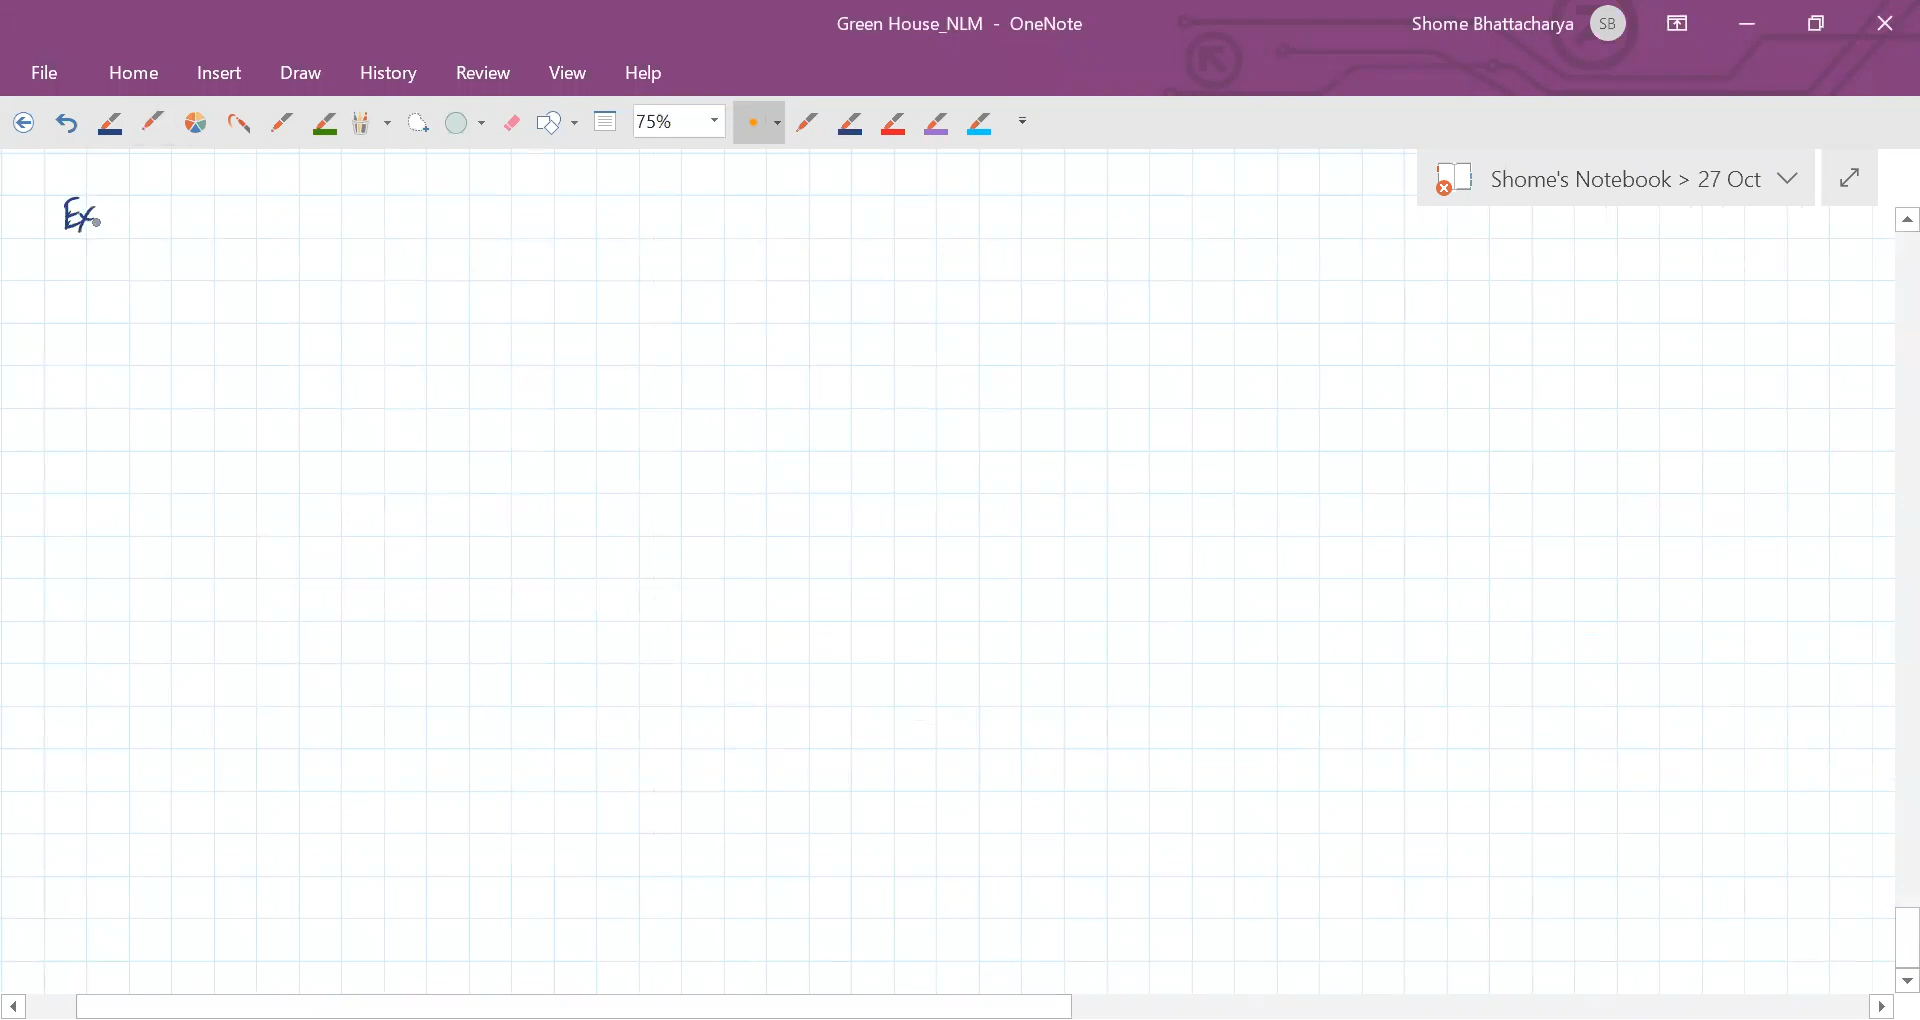 Green House_NLM - OneNote
Shome Bhattacharya SB
File Home Insert Draw History Review View Help
75%
Shome's Notebook > 27 Oct
Ex